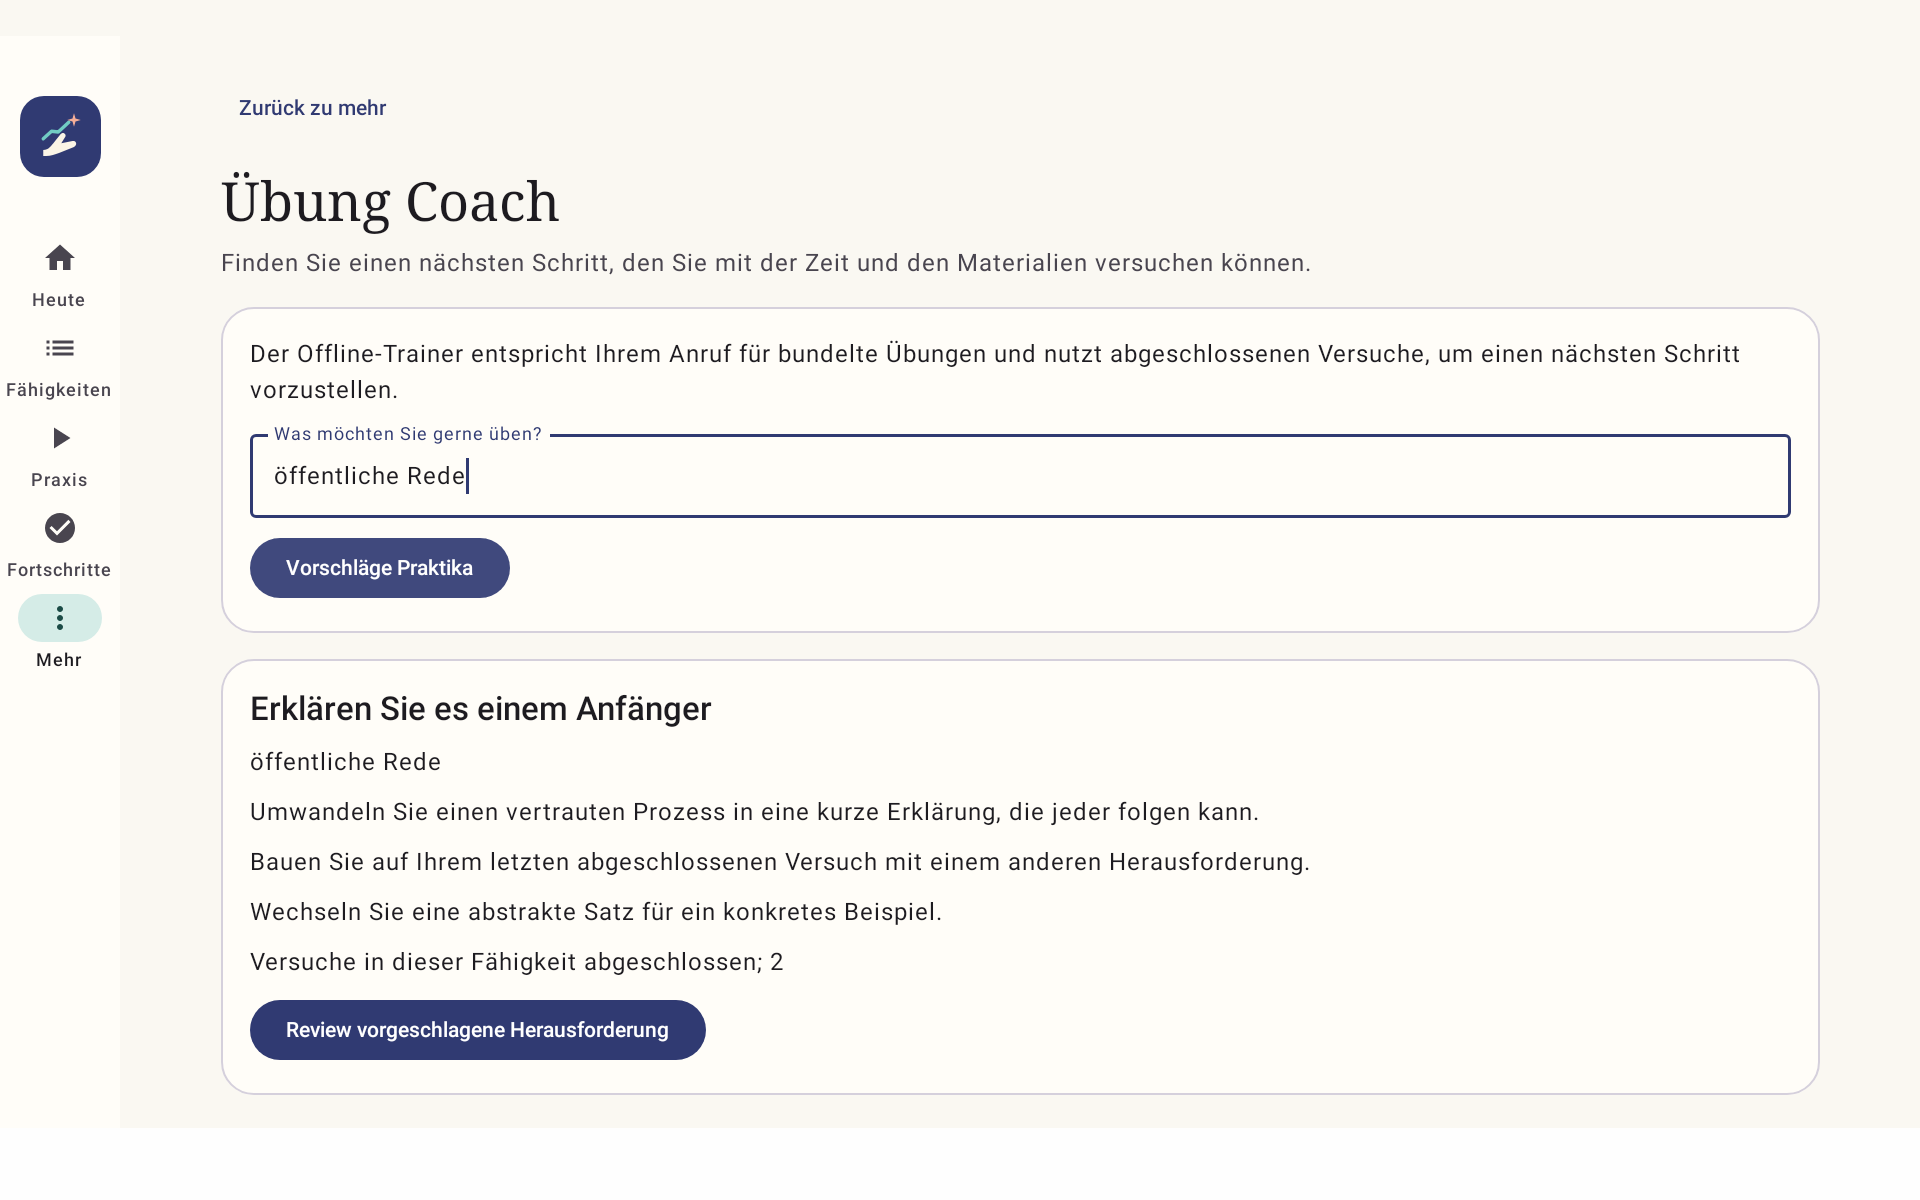 Zurück zu mehr
Übung Coach
Finden Sie einen nächsten Schritt, den Sie mit der Zeit und den Materialien versuchen können.
Heute
Fähigkeiten
Praxis
Fortschritte
Mehr
Der Offline-Trainer entspricht Ihrem Anruf für bundelte Übungen und nutzt abgeschlossenen Versuche, um einen nächsten Schritt
vorzustellen.
Was möchten Sie gerne üben?
öffentliche Rede
Vorschläge Praktika
Erklären Sie es einem Anfänger
öffentliche Rede
Umwandeln Sie einen vertrauten Prozess in eine kurze Erklärung, die jeder folgen kann.
Bauen Sie auf Ihrem letzten abgeschlossenen Versuch mit einem anderen Herausforderung.
Wechseln Sie eine abstrakte Satz für ein konkretes Beispiel.
Versuche in dieser Fähigkeit abgeschlossen; 2
Review vorgeschlagene Herausforderung